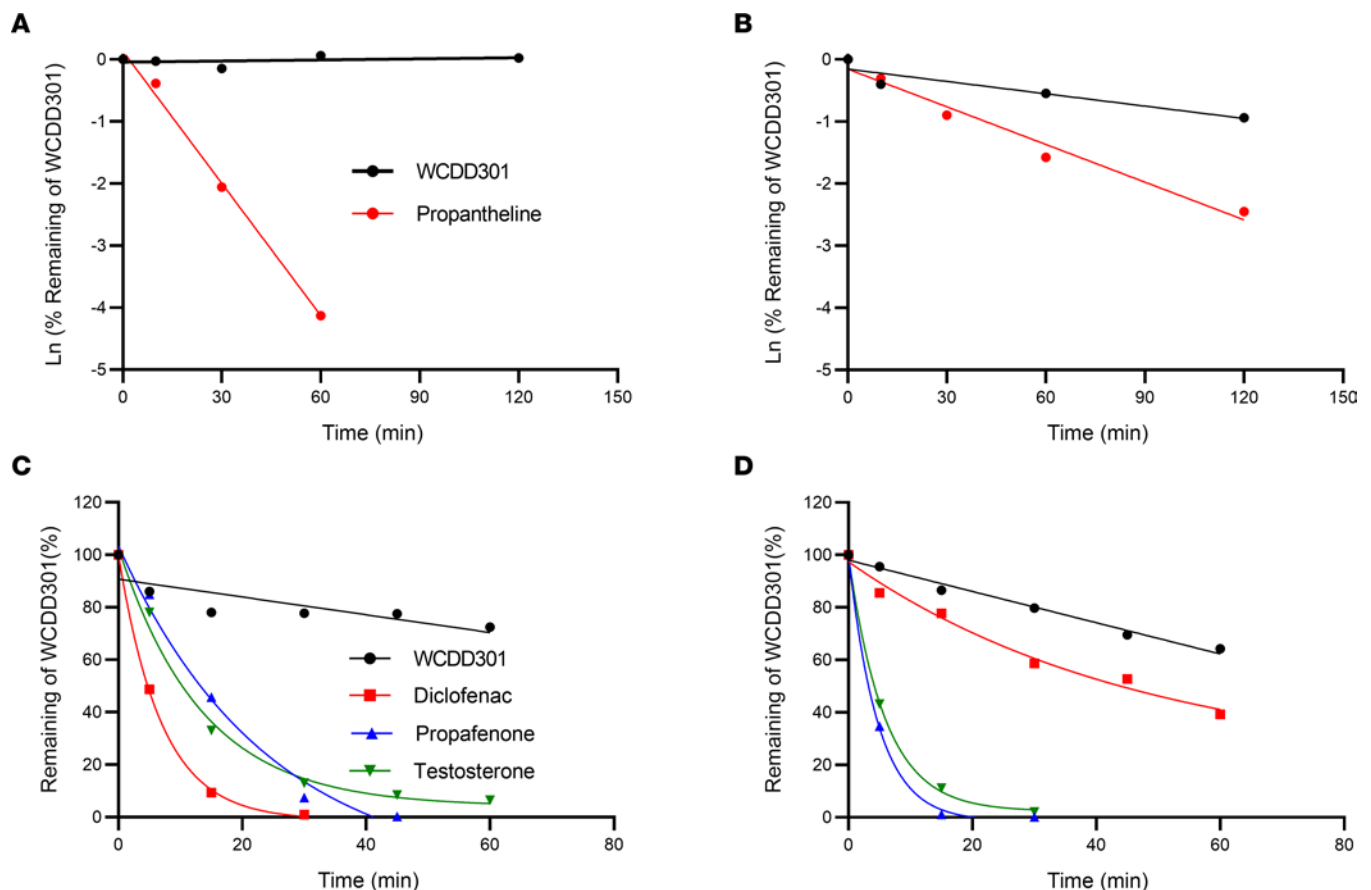 A
Ln (% Remaining of WCDD301)
0
-1
-2
-3
-4
-5
0
30
60
90
120
150
Time (min)
WCDD301
Propantheline
B
Ln (% Remaining of WCDD301)
0
-1
-2
-3
-4
-5
0
30
60
90
120
150
Time (min)
C
Remaining of WCDD301(%)
120
100
80
60
40
20
0
0
20
40
60
80
Time (min)
WCDD301
Diclofenac
Propafenone
Testosterone
D
Remaining of WCDD301(%)
120
100
80
60
40
20
0
0
20
40
60
80
Time (min)